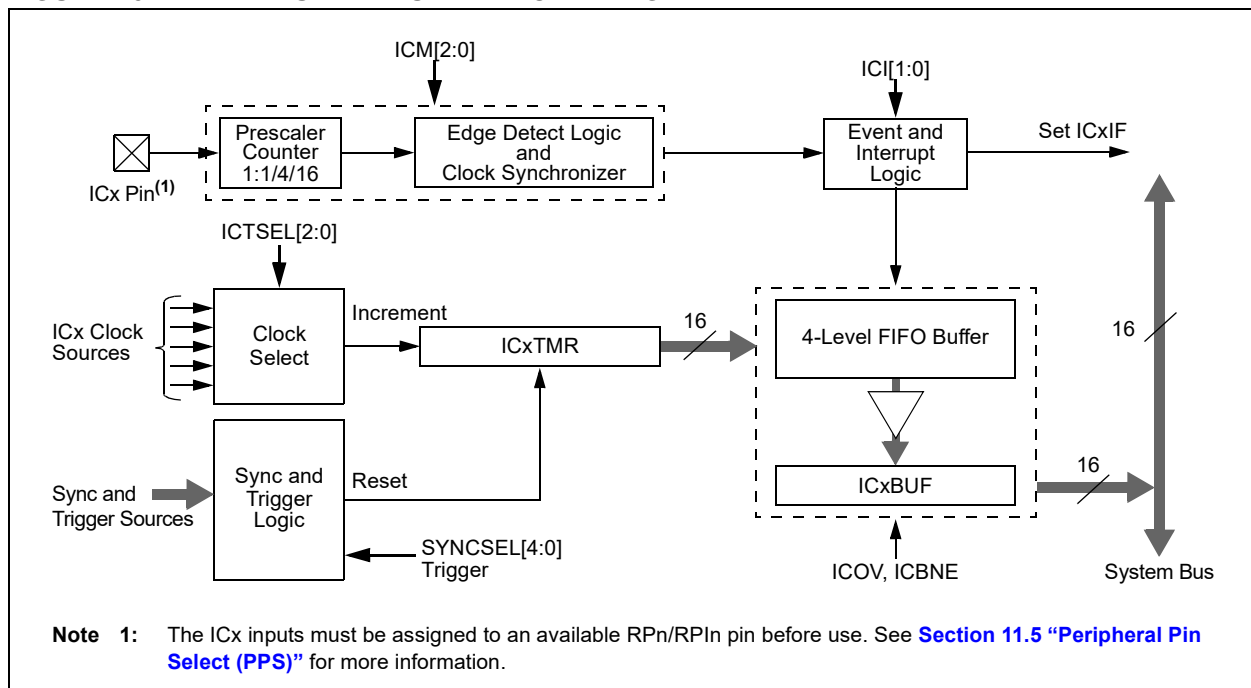 ICM[2:0]
ICI[1:0]
Prescaler
Counter
1:1/4/16
Edge Detect Logic
and
Clock Synchronizer
Event and
Interrupt
Logic
Set ICxIF
ICx Pin(1)
ICTSEL[2:0]
ICx Clock
Sources
Clock
Select
Increment
ICxTMR
16
4-Level FIFO Buffer
16
Sync and
Trigger Sources
Sync and
Trigger
Logic
Reset
SYNCSEL[4:0]
Trigger
ICxBUF
16
ICOV, ICBNE
System Bus
Note 1: The ICx inputs must be assigned to an available RPn/RPIn pin before use. See Section 11.5 “Peripheral Pin
Select (PPS)” for more information.